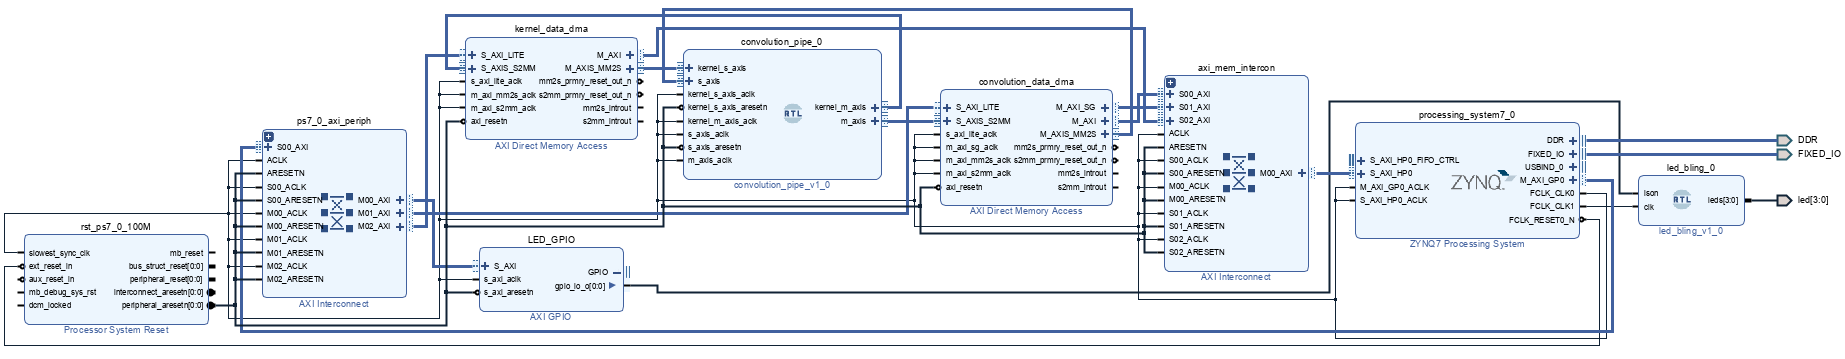 kernel_data_dma
S_AXI_LITE
S_AXIS_S2MM
s_axi_lite_aclk
m_axi_mm2s_aclk
m_axi_s2mm_aclk
axi_resetn
M_AXI
M_AXIS_MM2S
mm2s_prmry_reset_out_n
s2mm_prmry_reset_out_n
mm2s_introut
s2mm_introut
AXI Direct Memory Access
convolution_pipe_0
kernel_s_axis
s_axis
kernel_s_axis_aclk
kernel_s_axis_aresetn
kernel_m_axis_aclk
s_axis_aclk
s_axis_aresetn
m_axis_aclk
RTL
kernel_m_axis
m_axis
convolution_pipe_v1_0
convolution_data_dma
S_AXI_LITE
S_AXIS_S2MM
s_axi_lite_aclk
m_axi_sg_aclk
m_axi_mm2s_aclk
m_axi_s2mm_aclk
axi_resetn
M_AXI_SG
M_AXI
M_AXIS_MM2S
mm2s_prmry_reset_out_n
s2mm_prmry_reset_out_n
mm2s_introut
s2mm_introut
AXI Direct Memory Access
axi_mem_intercon
S00_AXI
S01_AXI
S02_AXI
ACLK
ARESETN
S00_ACLK
S00_ARESETN
M00_ACLK
M00_ARESETN
S01_ACLK
S01_ARESETN
S02_ACLK
S02_ARESETN
M00_AXI
AXI Interconnect
processing_system7_0
S_AXI_HP0_FIFO_CTRL
S_AXI_HP0
M_AXI_GP0_ACLK
S_AXI_HP0_ACLK
ZYNQ
DDR
FIXED_IO
USBIND_0
M_AXI_GP0
FCLK_CLK0
FCLK_CLK1
FCLK_RESET0_N
ZYNQ7 Processing System
DDR
FIXED_IO
led_bling_0
ison
clk
RTL
leds[3:0]
led_bling_v1_0
led[3:0]
ps7_0_axi_periph
S00_AXI
ACLK
ARESETN
S00_ACLK
S00_ARESETN
M00_ACLK
M00_ARESETN
M01_ACLK
M01_ARESETN
M02_ACLK
M02_ARESETN
M00_AXI
M01_AXI
M02_AXI
AXI Interconnect
rst_ps7_0_100M
slowest_sync_clk
ext_reset_in
aux_reset_in
mb_debug_sys_rst
dcm_locked
mb_reset
bus_struct_reset[0:0]
peripheral_reset[0:0]
interconnect_aresetn[0:0]
peripheral_aresetn[0:0]
Processor System Reset
LED_GPIO
S_AXI
s_axi_aclk
s_axi_aresetn
GPIO
gpio_io_o[0:0]
AXI GPIO